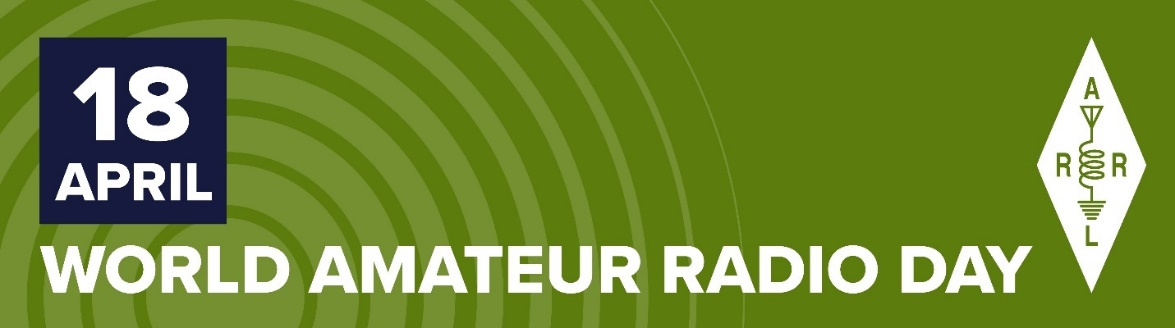 18
APRIL
WORLD AMATEUR RADIO DAY
A
R R
L